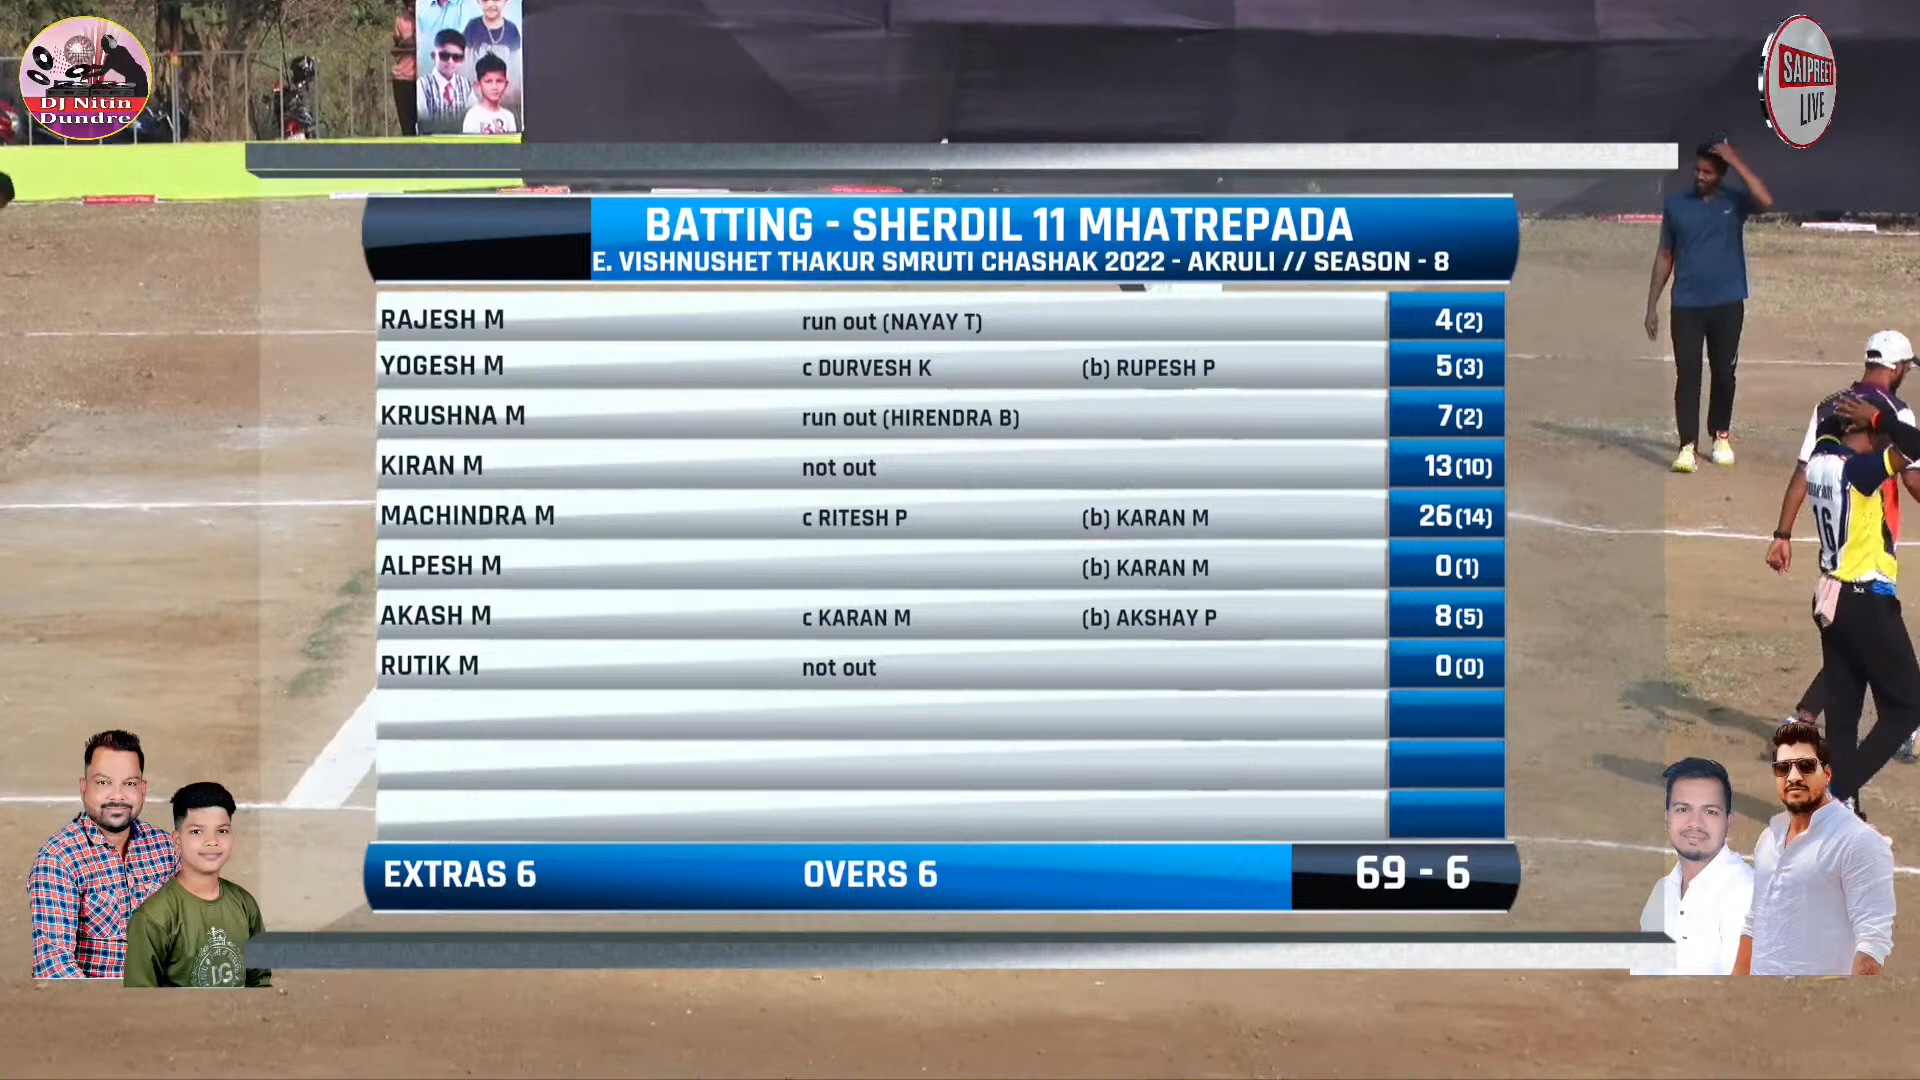 DJ Nitin
Dundre
SAIPREET
LIVE
BATTING - SHERDIL 11 MHATREPADA
E. VISHNUSHET THAKUR SMRUTI CHASHAK 2022 - AKRULI // SEASON - 8
RAJESH M run out (NAYAY T) 4(2)
YOGESH M c DURVESH K (b) RUPESH P 5(3)
KRUSHNA M run out (HIRENDRA B) 7(2)
KIRAN M not out 13(10)
MACHINDRA M c RITESH P (b) KARAN M 26(14)
ALPESH M (b) KARAN M 0(1)
AKASH M c KARAN M (b) AKSHAY P 8(5)
RUTIK M not out 0(0)
EXTRAS 6 OVERS 6 69 - 6
16
DG